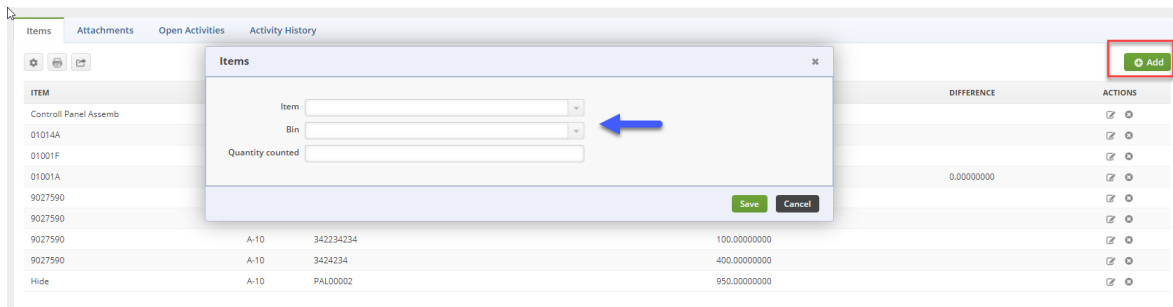 Items Attachments Open Activities Activity History
Items
Add
ITEM DIFFERENCE ACTIONS
Controll Panel Assemb
Item
01014A
Bin
01001F
Quantity counted
01001A 0.00000000
9027590
Save Cancel
9027590
9027590 A-10 342234234 100.00000000
9027590 A-10 3424234 400.00000000
Hide A-10 PAL00002 950.00000000